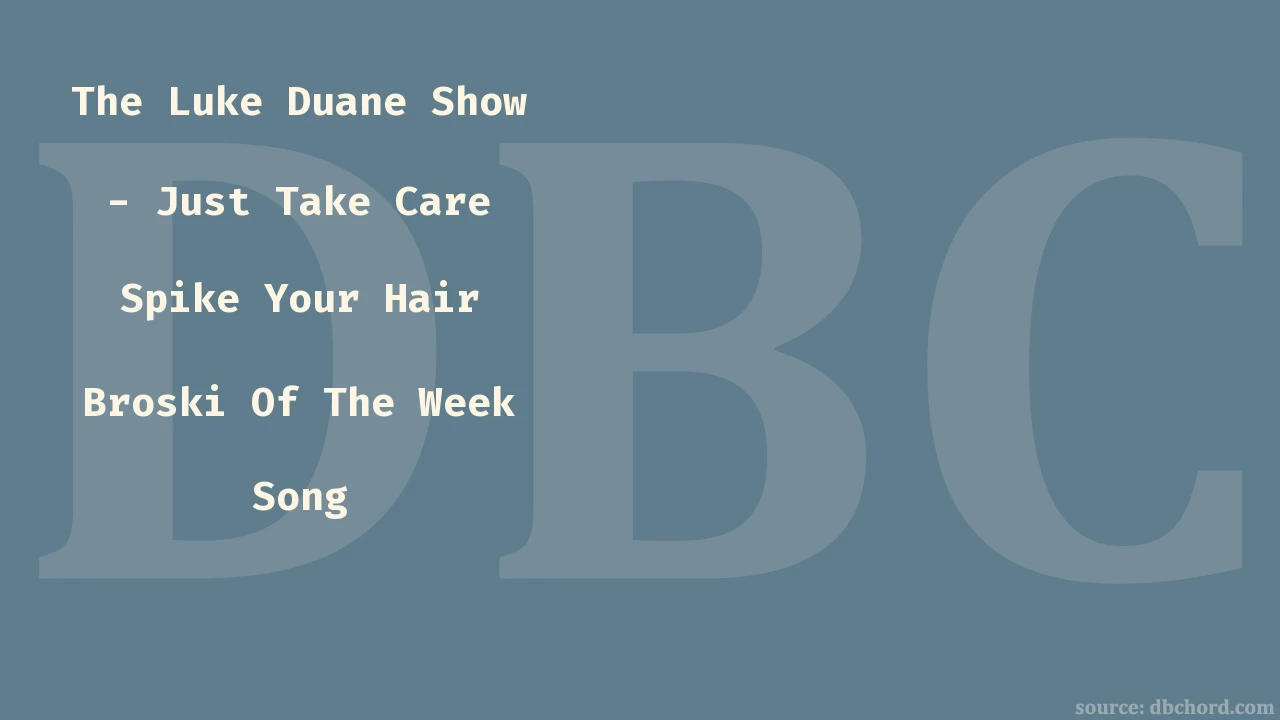 The Luke Duane Show
- Just Take Care
Spike Your Hair
Broski Of The Week
Song
DBC
source: dbchord.com